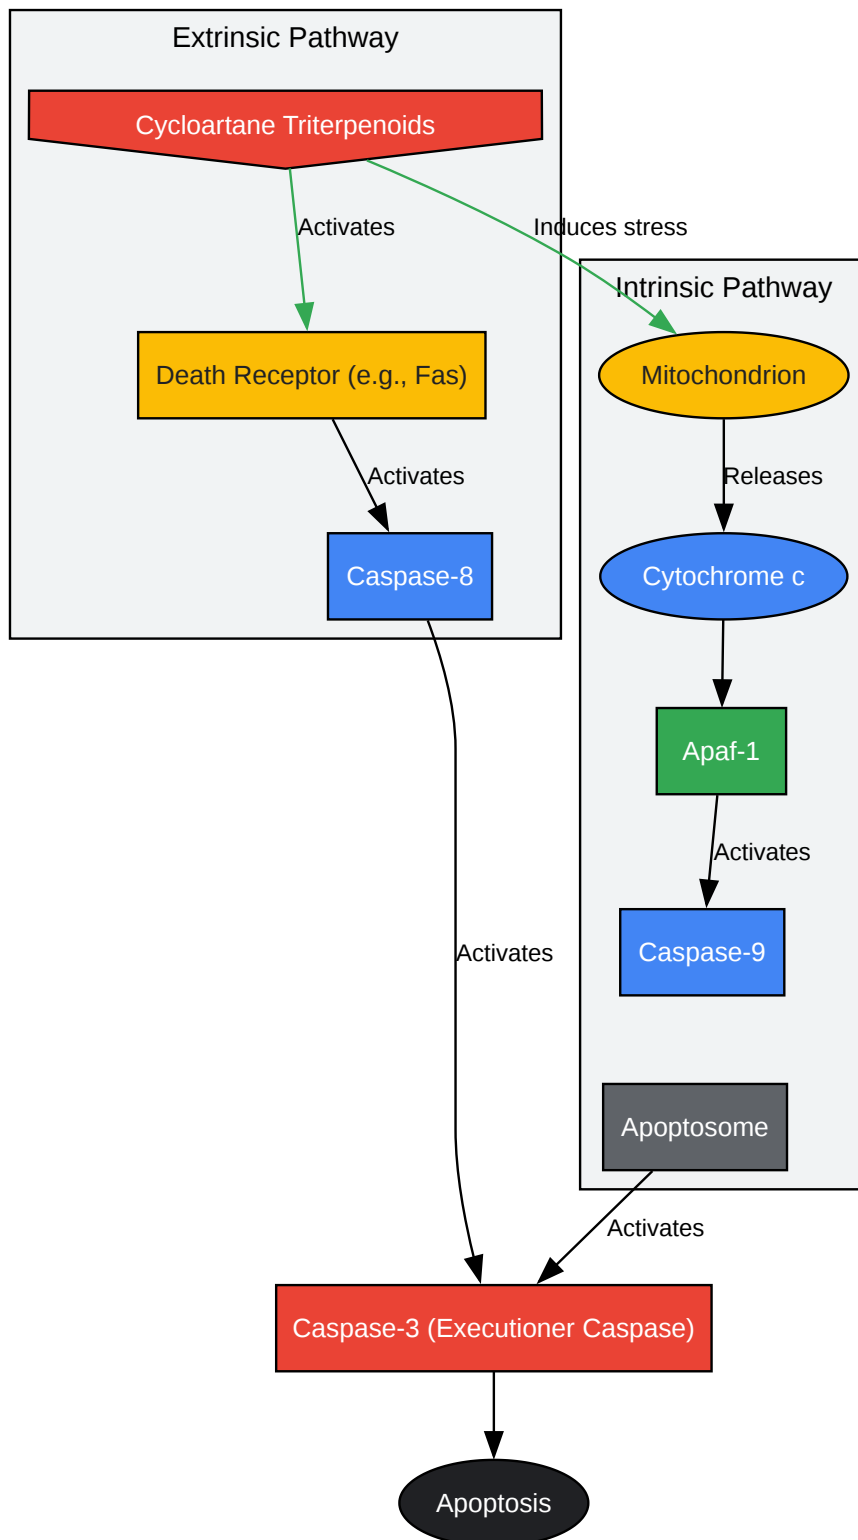 Extrinsic Pathway
Cycloartane Triterpenoids
Activates
Induces stress
Intrinsic Pathway
Death Receptor (e.g., Fas)
Mitochondrion
Activates
Releases
Caspase-8
Cytochrome c
Apaf-1
Activates
Caspase-9
Activates
Apoptosome
Activates
Caspase-3 (Executioner Caspase)
Apoptosis